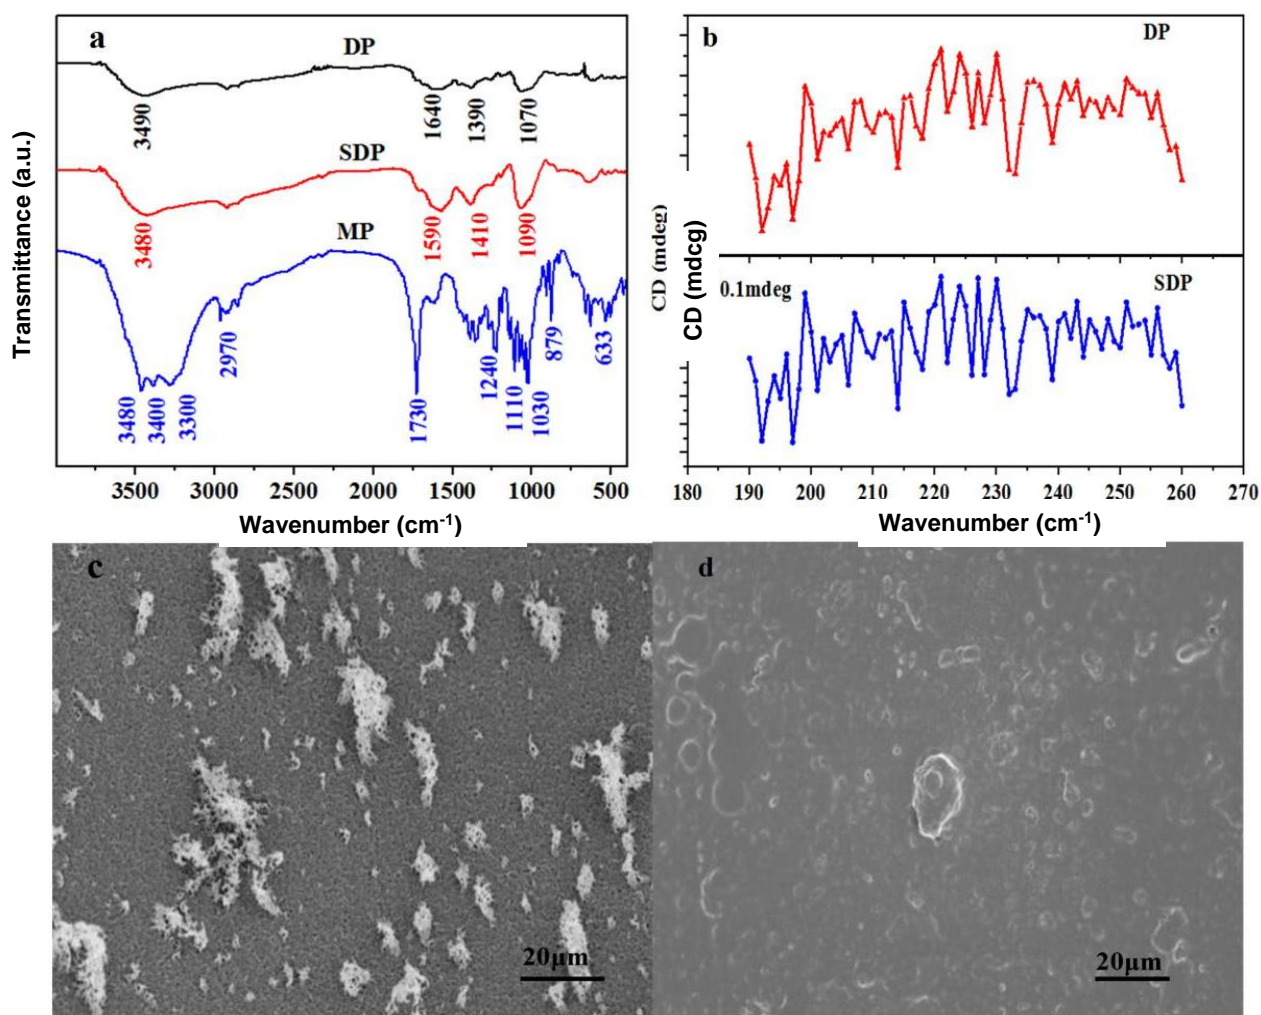 a
DP
3490
1640
1390
1070
SDP
3480
1590
1410
1090
MP
3480
3400
3300
2970
1730
1240
1110
1030
879
633
Transmittance (a.u.)
3500 3000 2500 2000 1500 1000 500
Wavenumber (cm-1)
b
DP
CD (mdeg)
CD (mdcg)
0.1mdeg
SDP
180 190 200 210 220 230 240 250 260 270
Wavenumber (cm-1)
c
20μm
d
20μm